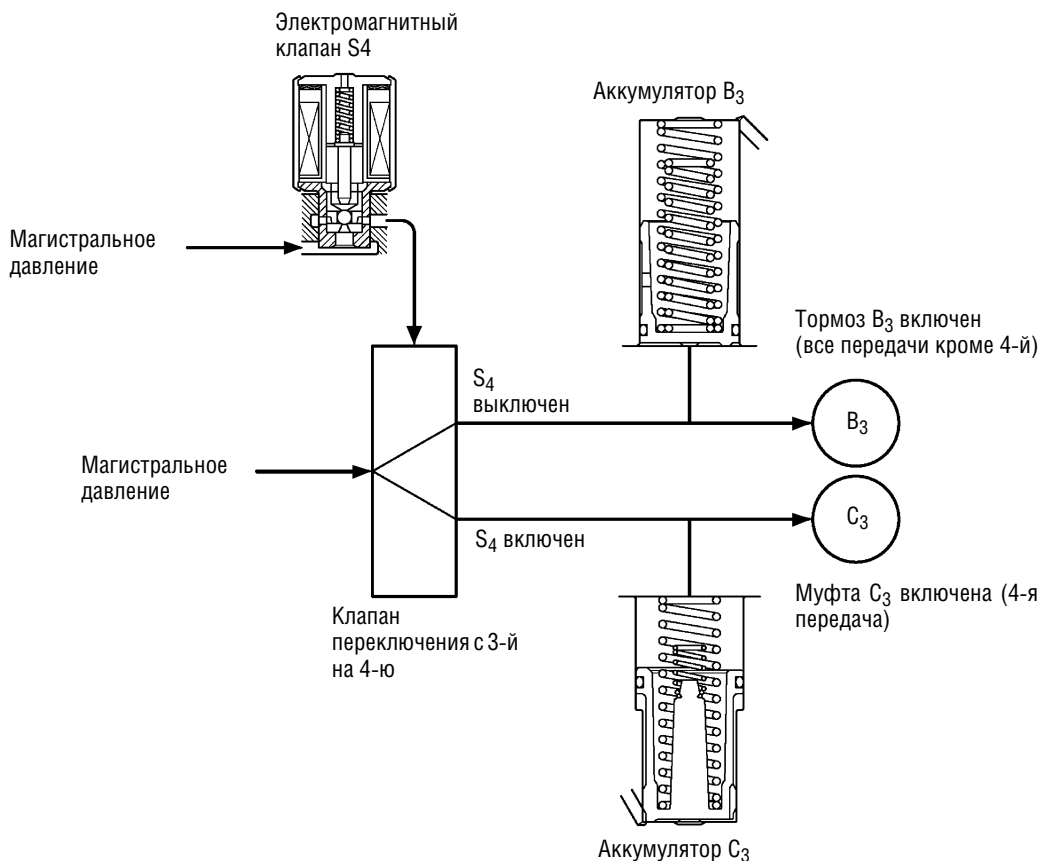 Электромагнитный
клапан S4
Аккумулятор B3
Магистральное
давление
Тормоз B3 включен
(все передачи кроме 4-й)
S4
выключен
B3
Магистральное
давление
C3
S4 включен
Муфта C3 включена (4-я
передача)
Клапан
переключения с 3-й
на 4-ю
Аккумулятор C3